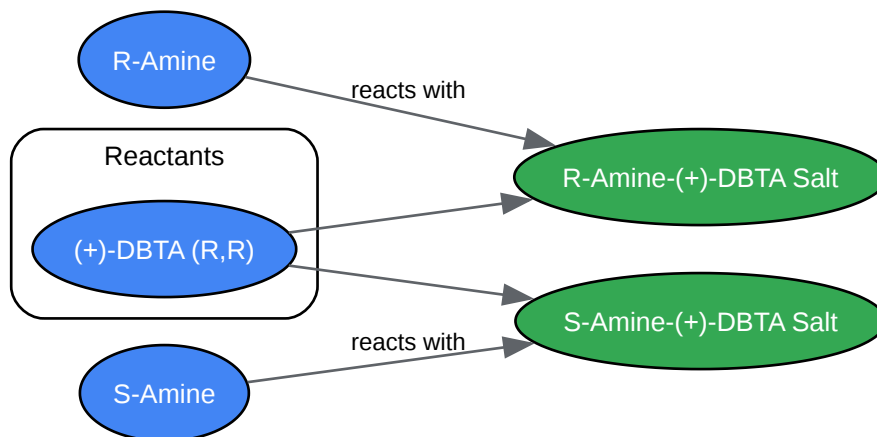 R-Amine
reacts with
Reactants
R-Amine-(+)-DBTA Salt
(+)-DBTA (R,R)
S-Amine-(+)-DBTA Salt
reacts with
S-Amine